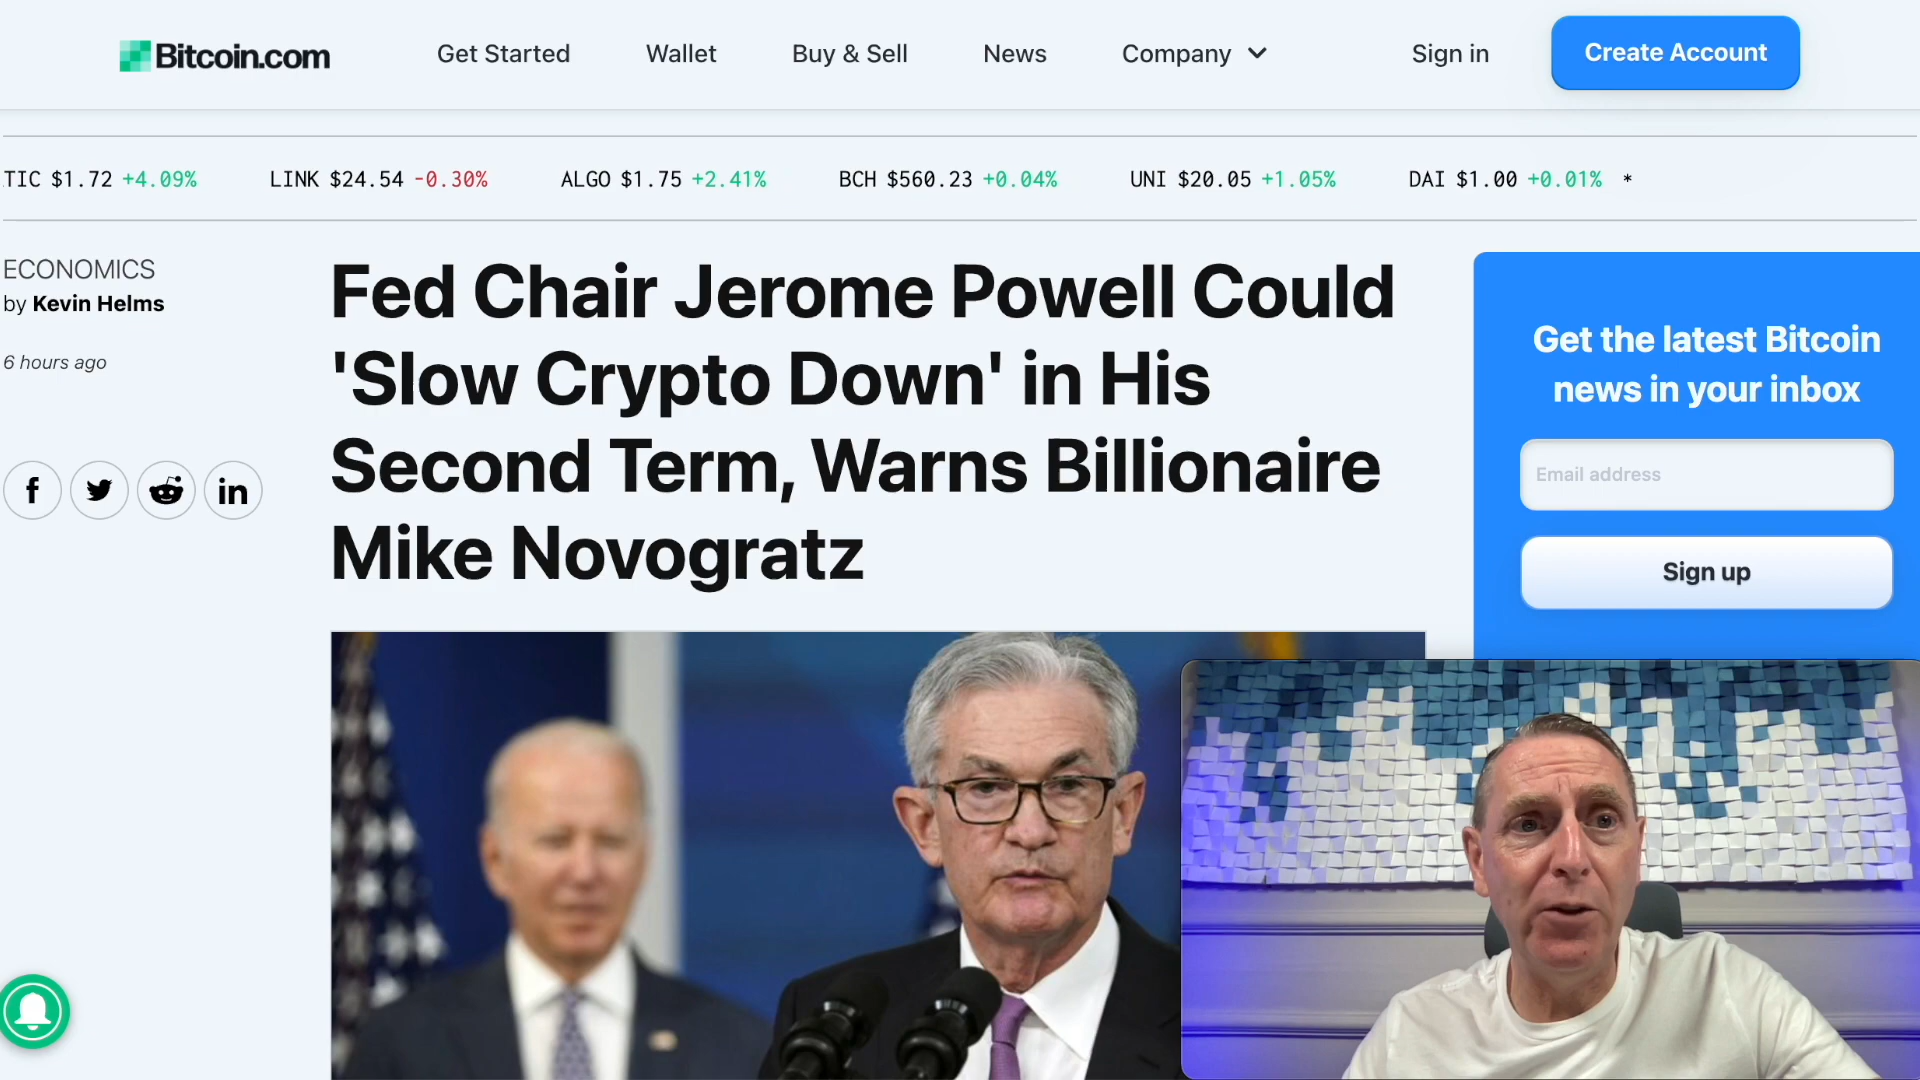 Bitcoin.com
Get Started
Wallet
Buy & Sell
News
Company
Sign in
Create Account
TIC $1.72 +4.09% LINK $24.54 -0.30% ALGO $1.75 +2.41% BCH $560.23 +0.04% UNI $20.05 +1.05% DAI $1.00 +0.01% *
ECONOMICS
by Kevin Helms
6 hours ago
Fed Chair Jerome Powell Could
'Slow Crypto Down' in His
Second Term, Warns Billionaire
Mike Novogratz
Get the latest Bitcoin
news in your inbox
Email address
Sign up